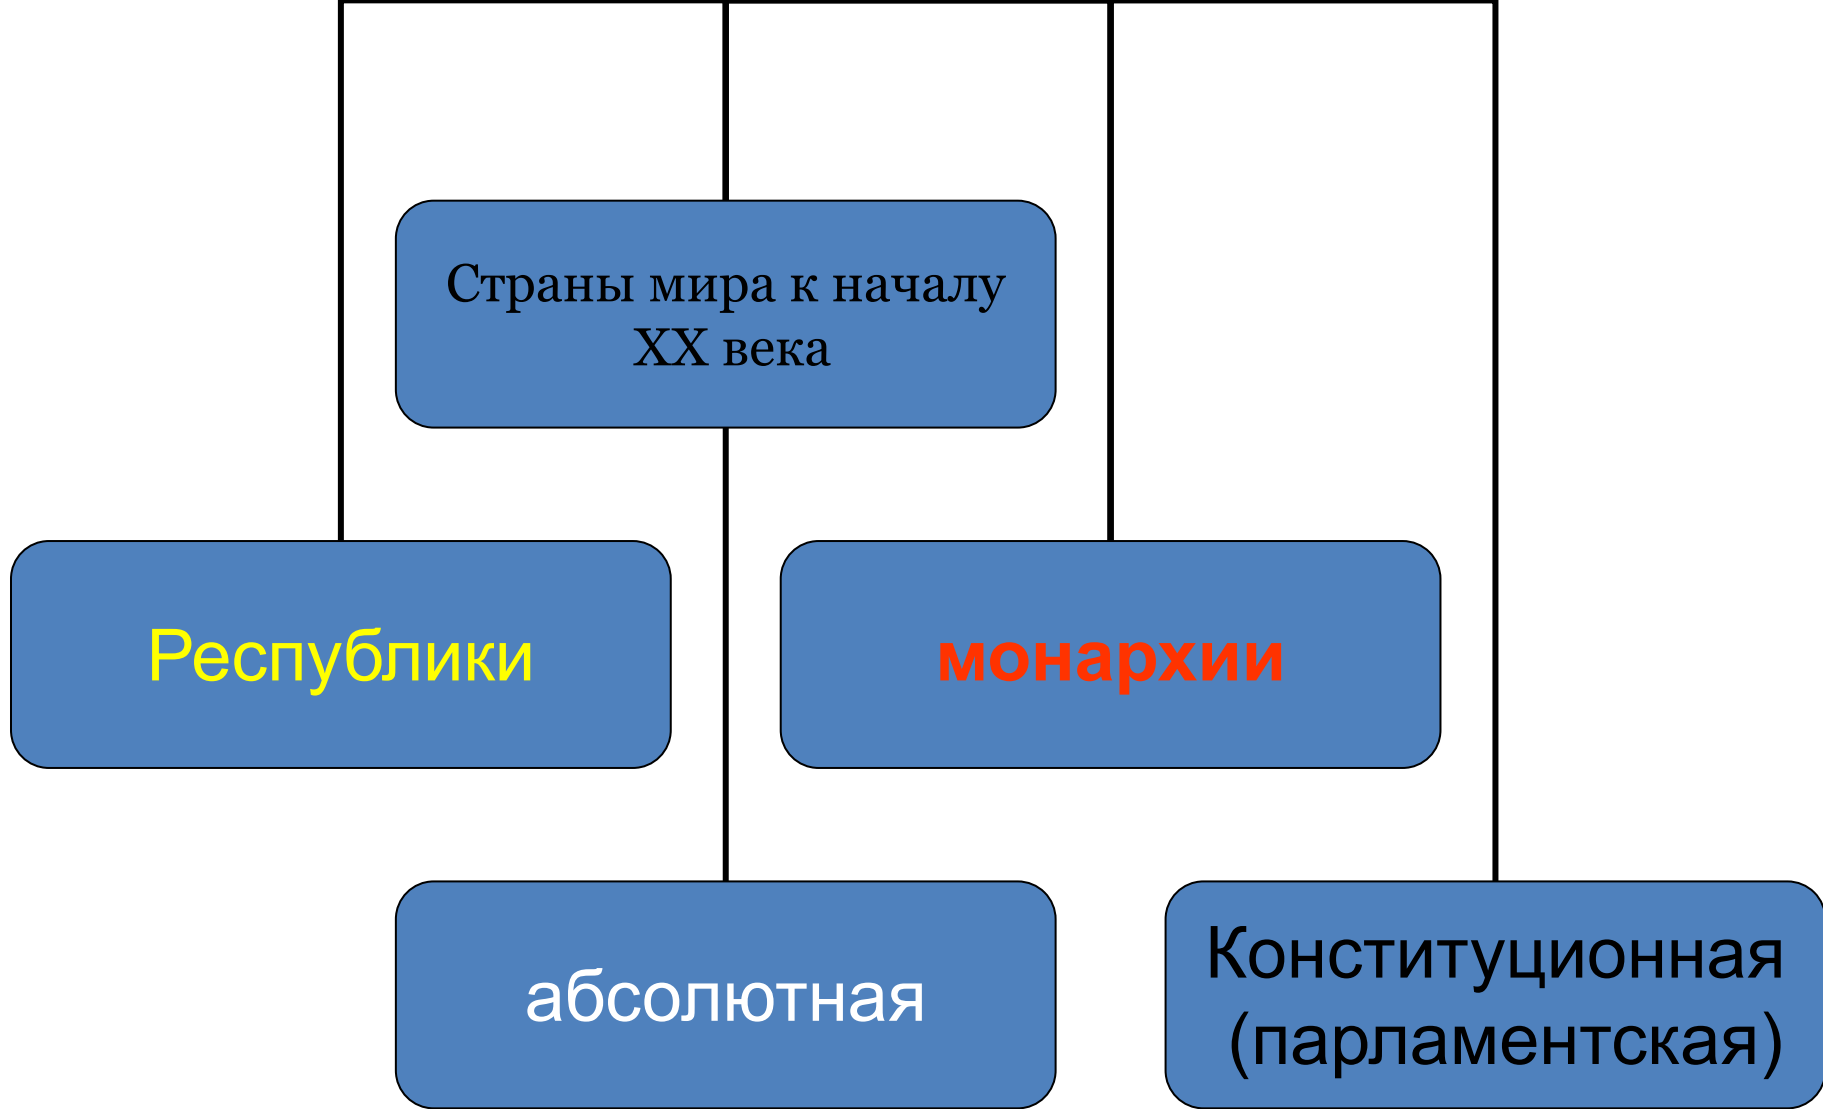 Страны мира к началу
XX века
Республики
монархии
абсолютная
Конституционная
(парламентская)